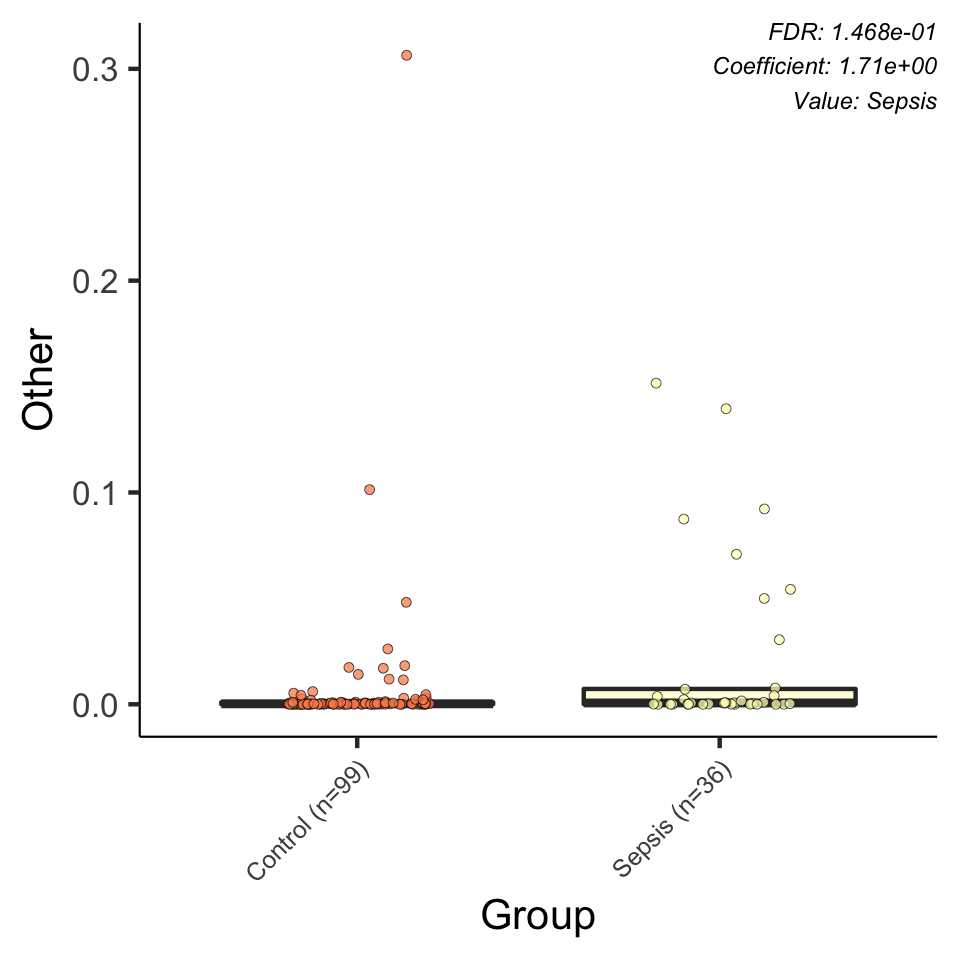 FDR: 1.468e-01
Coefficient: 1.71e+00
Value: Sepsis
0.3
0.2
0.1
0.0
Other
Control (n=99)
Sepsis (n=36)
Group